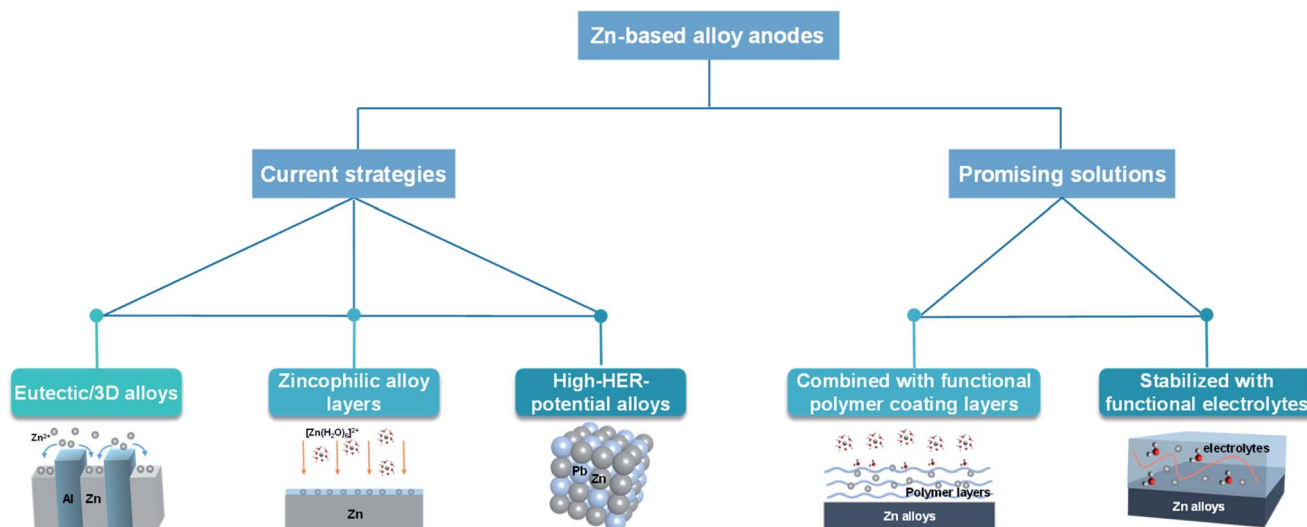 Zn-based alloy anodes
Current strategies
Promising solutions
Eutectic/3D alloys
Zincophilic alloy
layers
High-HER-
potential alloys
Combined with functional
polymer coating layers
Stabilized with
functional electrolytes
Zn²⁺
Al
Zn
[Zn(H₂O)₆]²⁺
Zn
Pb
Zn
Polymer layers
Zn alloys
electrolytes
Zn alloys